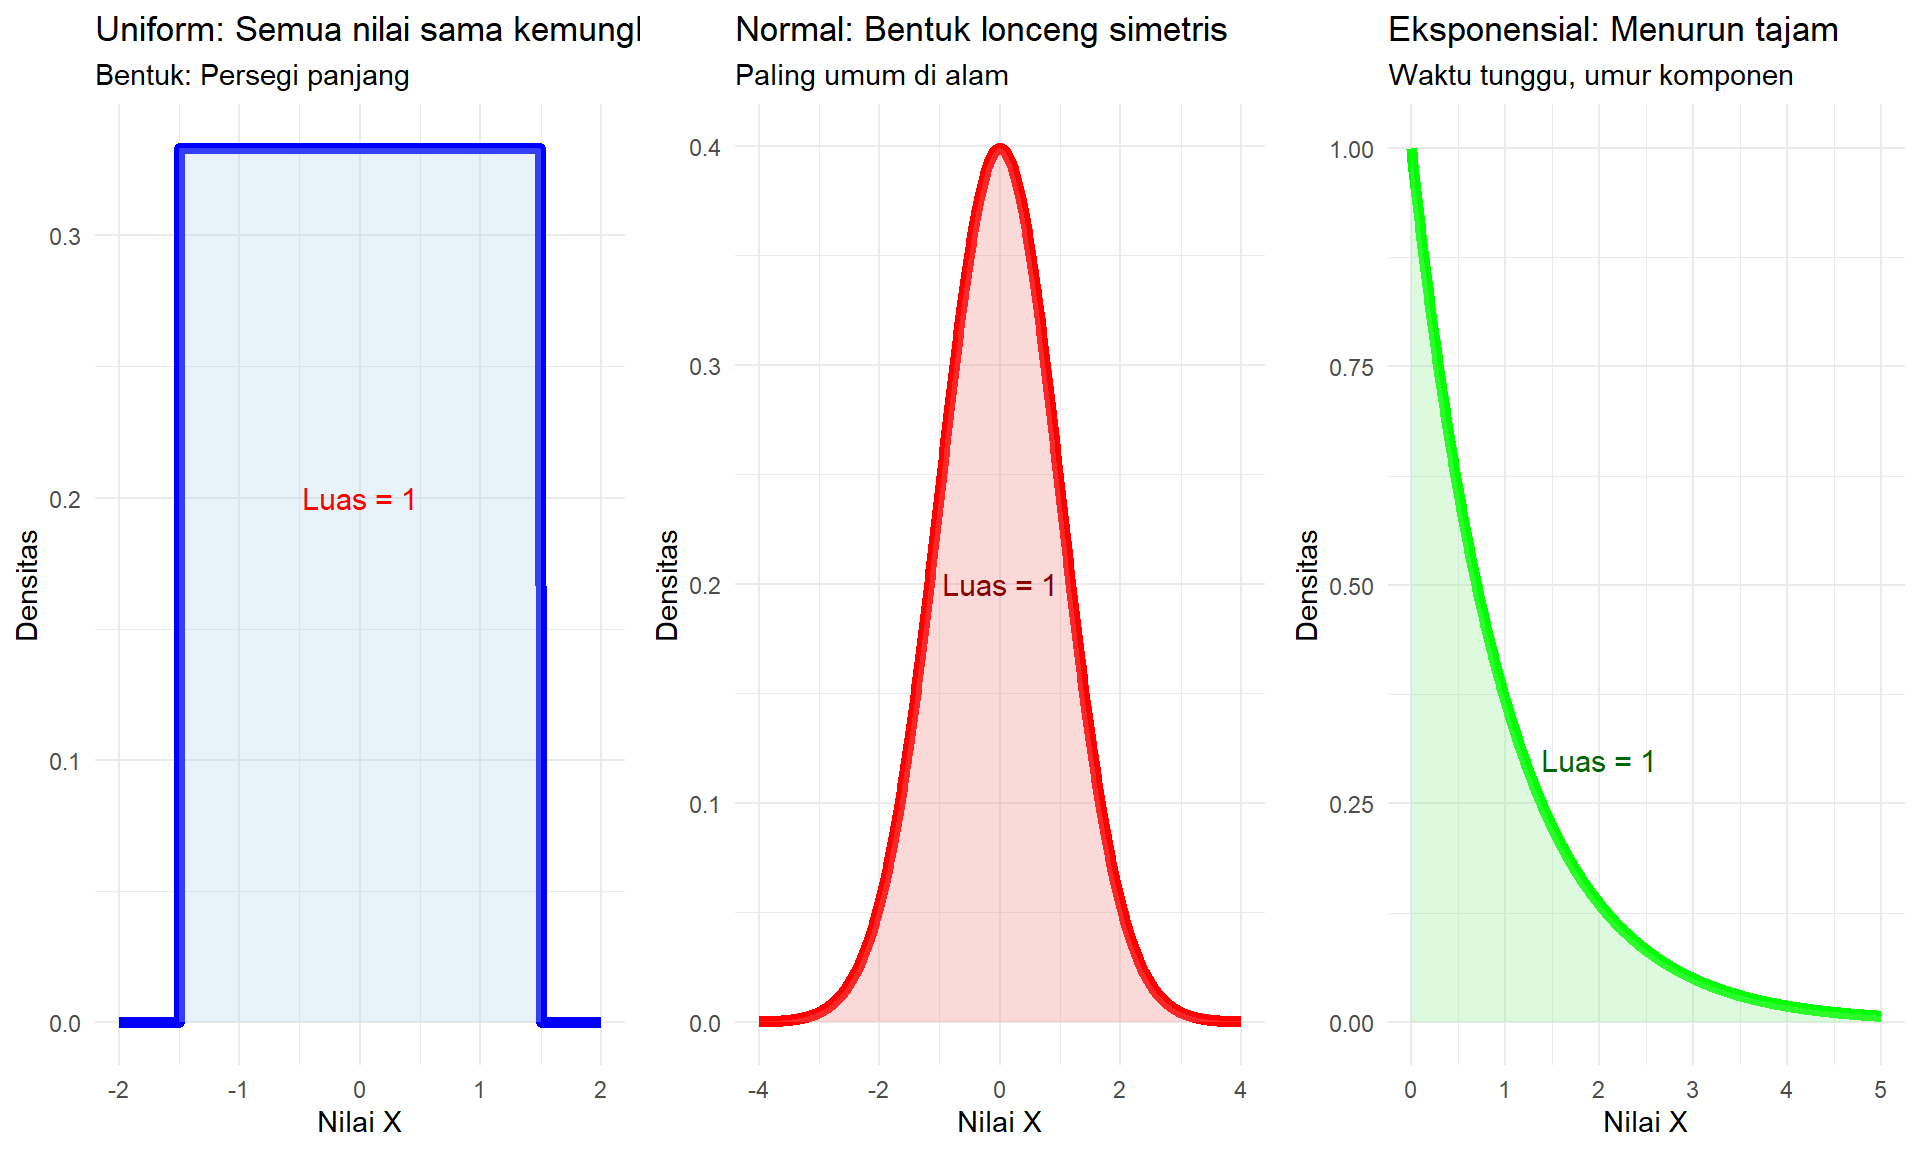 Uniform: Semua nilai sama kemungl
Bentuk: Persegi panjang
0.3
0.2
0.1
0.0
Densitas
Luas = 1
-2 -1 0 1 2
Nilai X
Normal: Bentuk lonceng simetris
Paling umum di alam
0.4
0.3
0.2
0.1
0.0
Densitas
Luas = 1
-4 -2 0 2 4
Nilai X
Eksponensial: Menurun tajam
Waktu tunggu, umur komponen
1.00
0.75
0.50
0.25
0.00
Densitas
Luas = 1
0 1 2 3 4 5
Nilai X